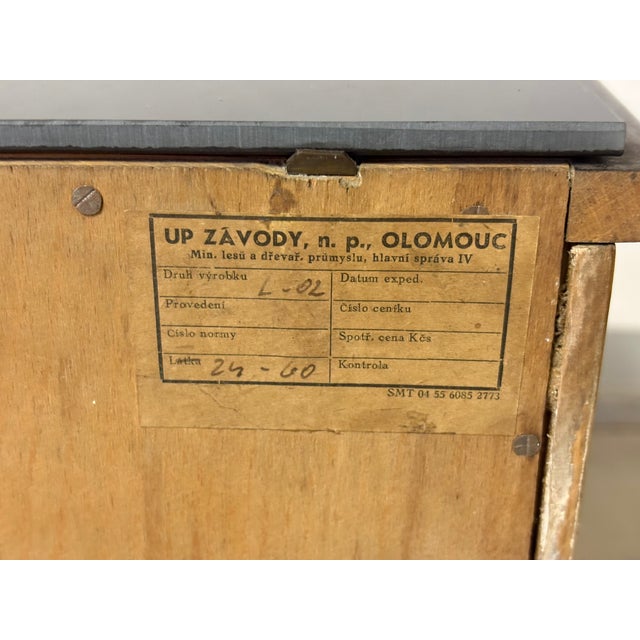 UP ZÁVODY, n. p., OLOMOUC
Min. lesů a dřevař. průmyslu, hlavní správa IV
Druh výrobku L-02 Datum exped.
Provedení Číslo ceníku
Číslo normy Spotř. cena Kčs
Látka 24-60 Kontrola
SMT 04 55 6085 2773